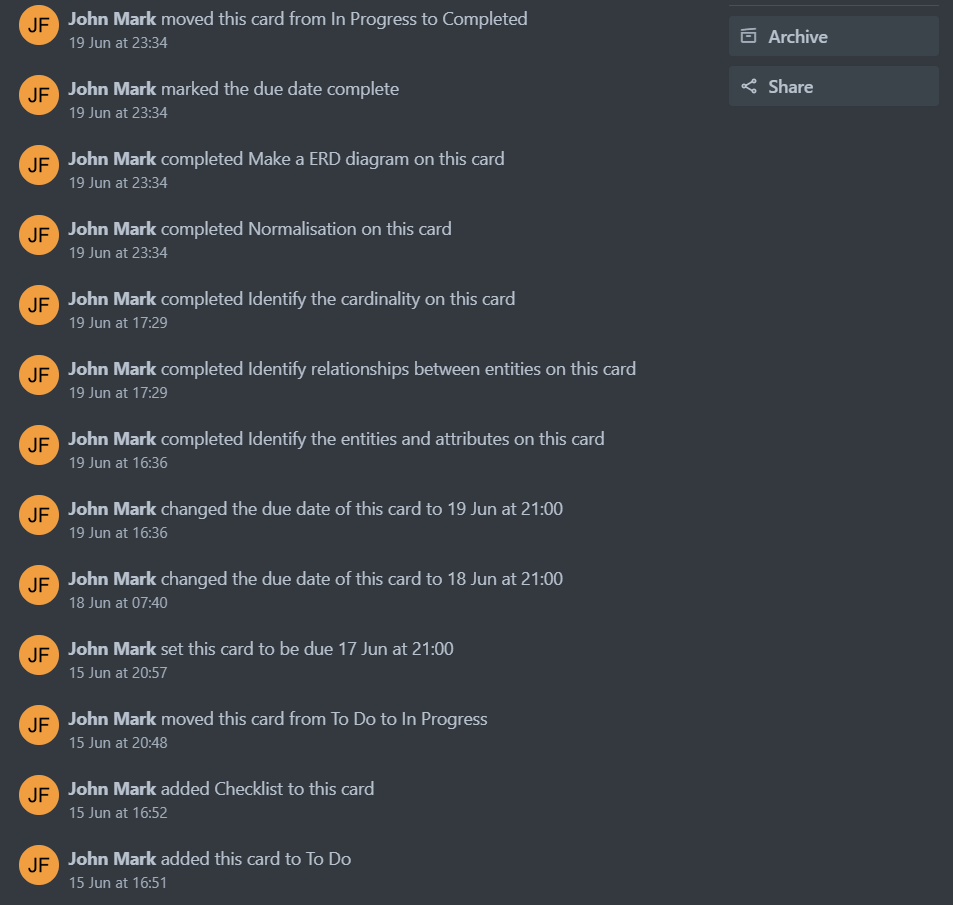 JF John Mark moved this card from In Progress to Completed
19 Jun at 23:34
Archive
JF John Mark marked the due date complete
19 Jun at 23:34
Share
JF John Mark completed Make a ERD diagram on this card
19 Jun at 23:34
JF John Mark completed Normalisation on this card
19 Jun at 23:34
JF John Mark completed Identify the cardinality on this card
19 Jun at 17:29
JF John Mark completed Identify relationships between entities on this card
19 Jun at 17:29
JF John Mark completed Identify the entities and attributes on this card
19 Jun at 16:36
JF John Mark changed the due date of this card to 19 Jun at 21:00
19 Jun at 16:36
JF John Mark changed the due date of this card to 18 Jun at 21:00
18 Jun at 07:40
JF John Mark set this card to be due 17 Jun at 21:00
15 Jun at 20:57
JF John Mark moved this card from To Do to In Progress
15 Jun at 20:48
JF John Mark added Checklist to this card
15 Jun at 16:52
JF John Mark added this card to To Do
15 Jun at 16:51